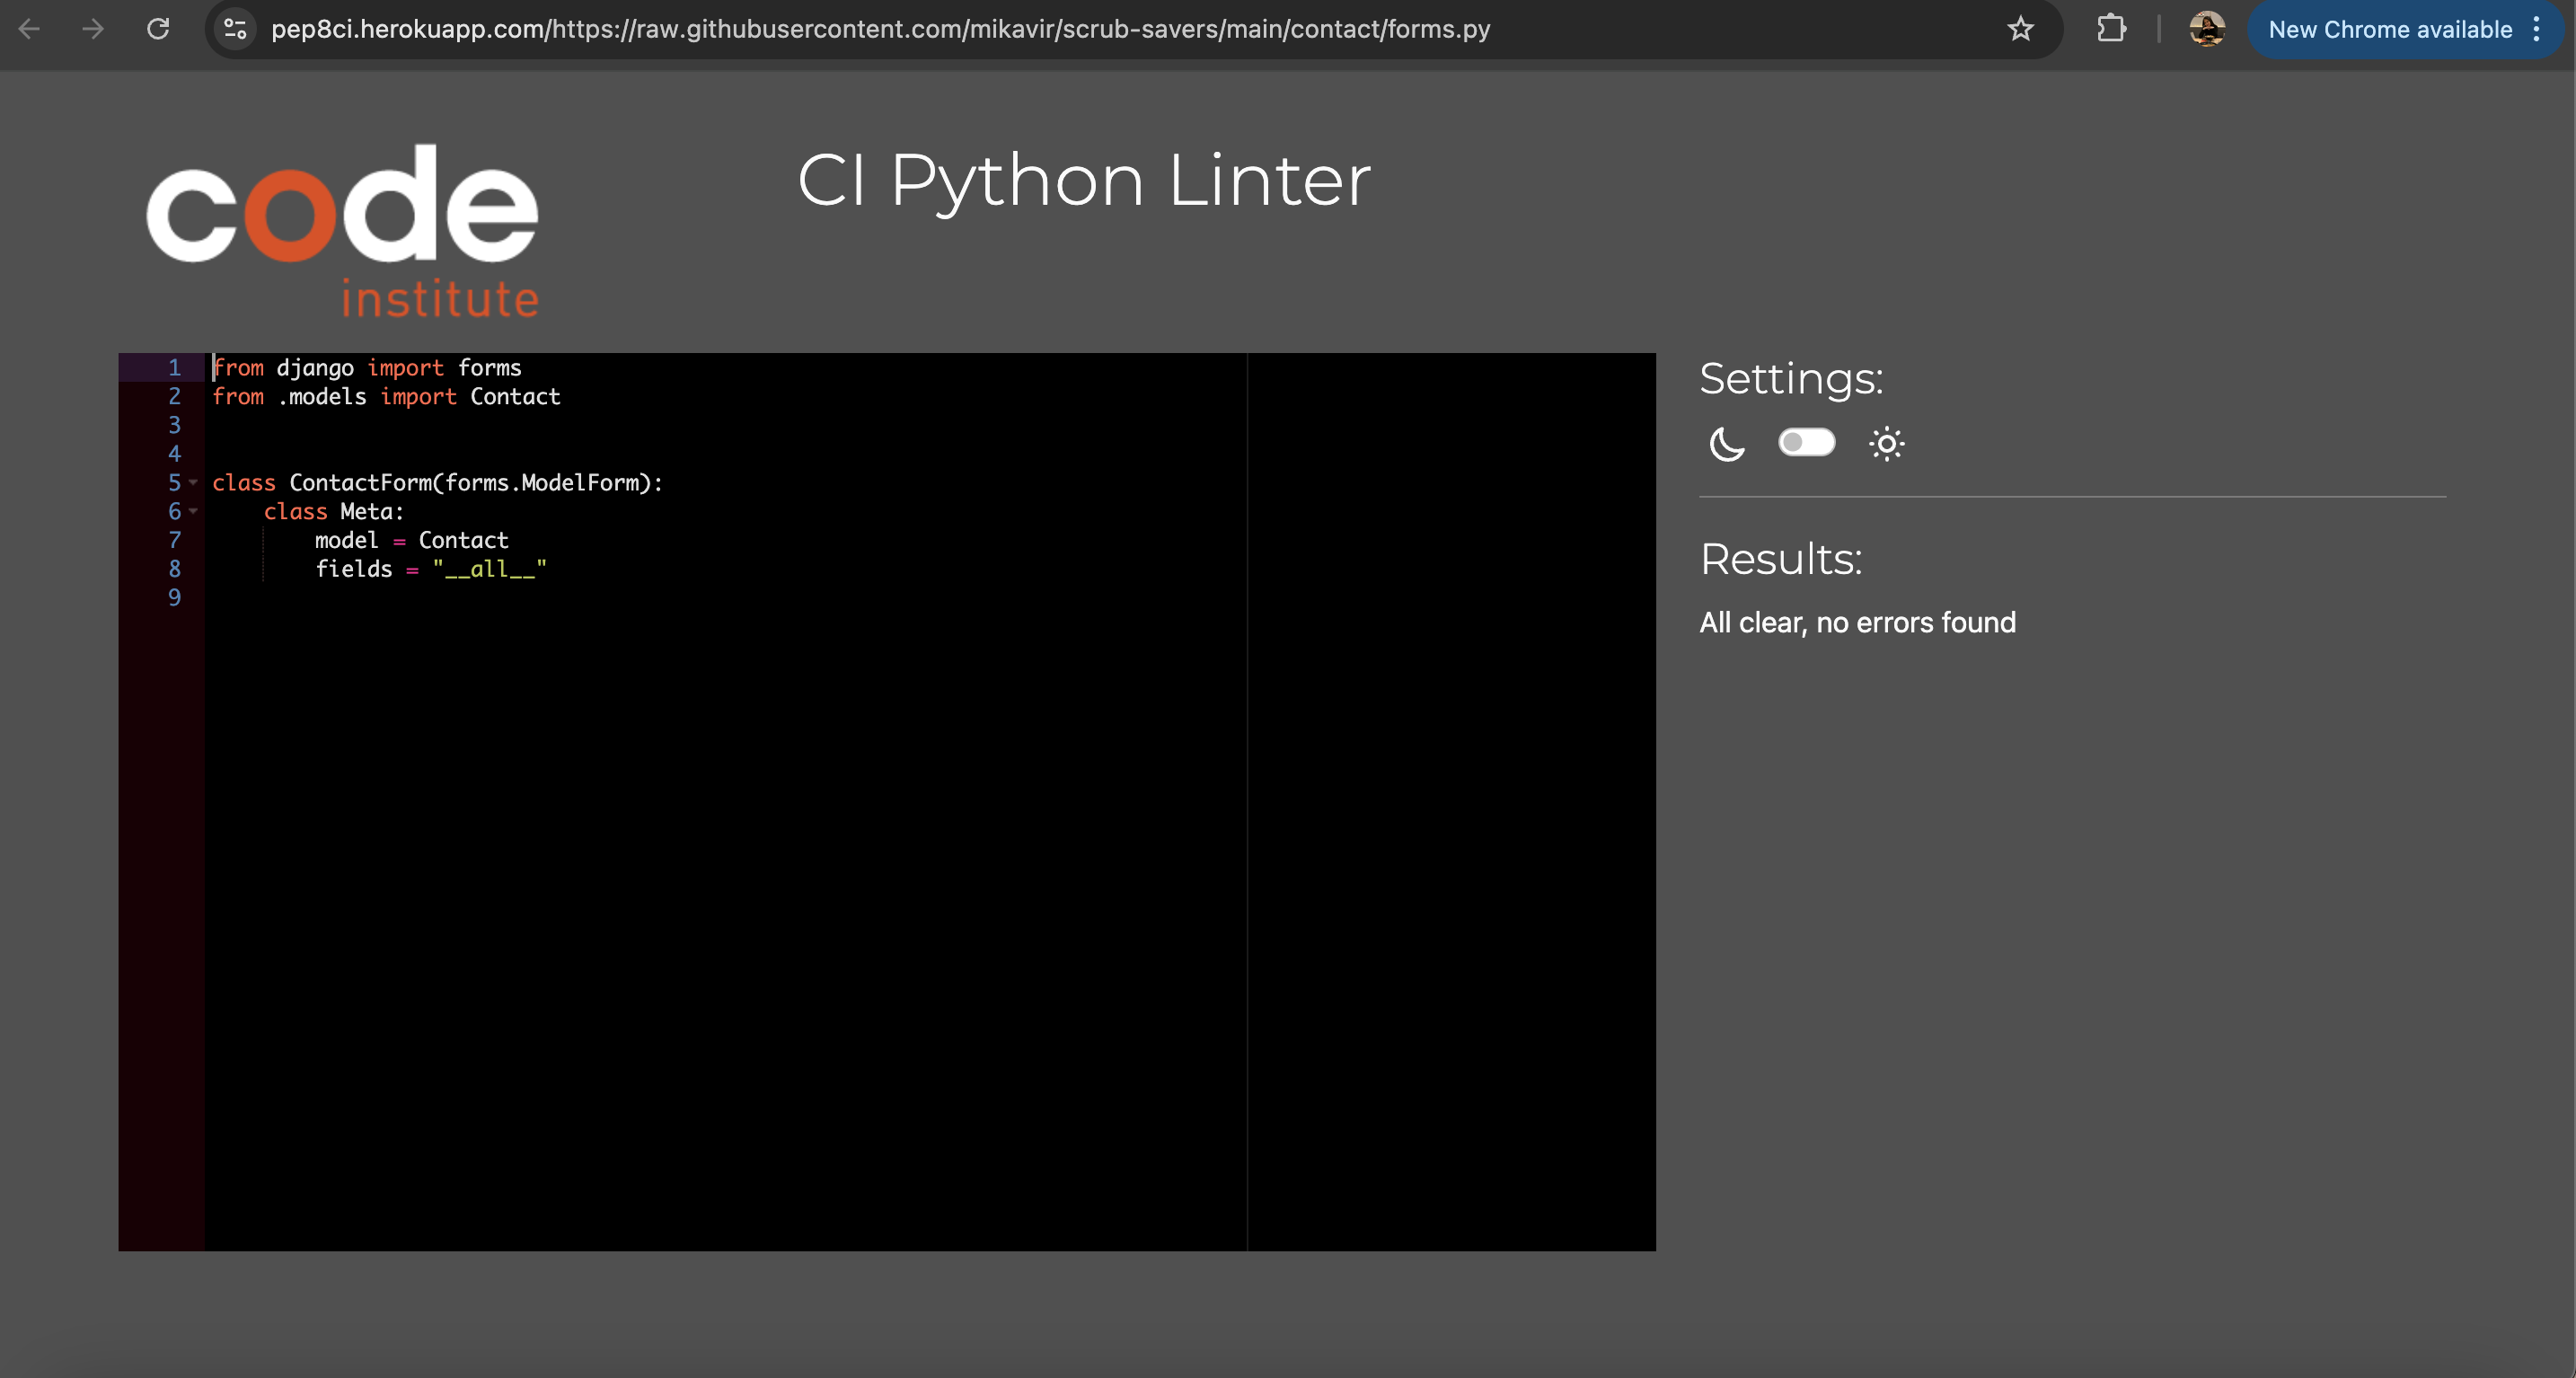 pep8ci.herokuapp.com/https://raw.githubusercontent.com/mikavir/scrub-savers/main/contact/forms.py
New Chrome available
code
institute
CI Python Linter
1 from django import forms
2 from .models import Contact
3
4
5 class ContactForm(forms.ModelForm):
6     class Meta:
7         model = Contact
8         fields = "__all__"
9
Settings:
Results:
All clear, no errors found